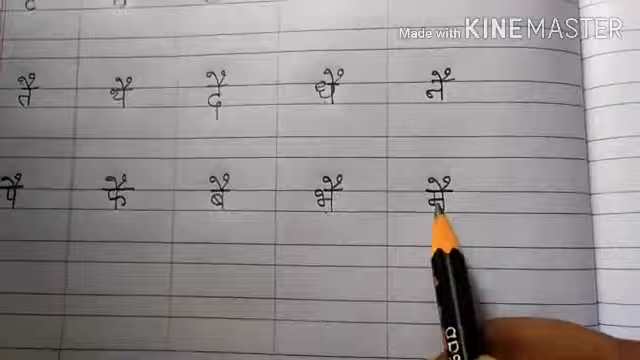 Made with KINEMASTER
र्ते र्थे र्दे र्धे र्ने
र्पे र्फे र्बे र्भे र्मे